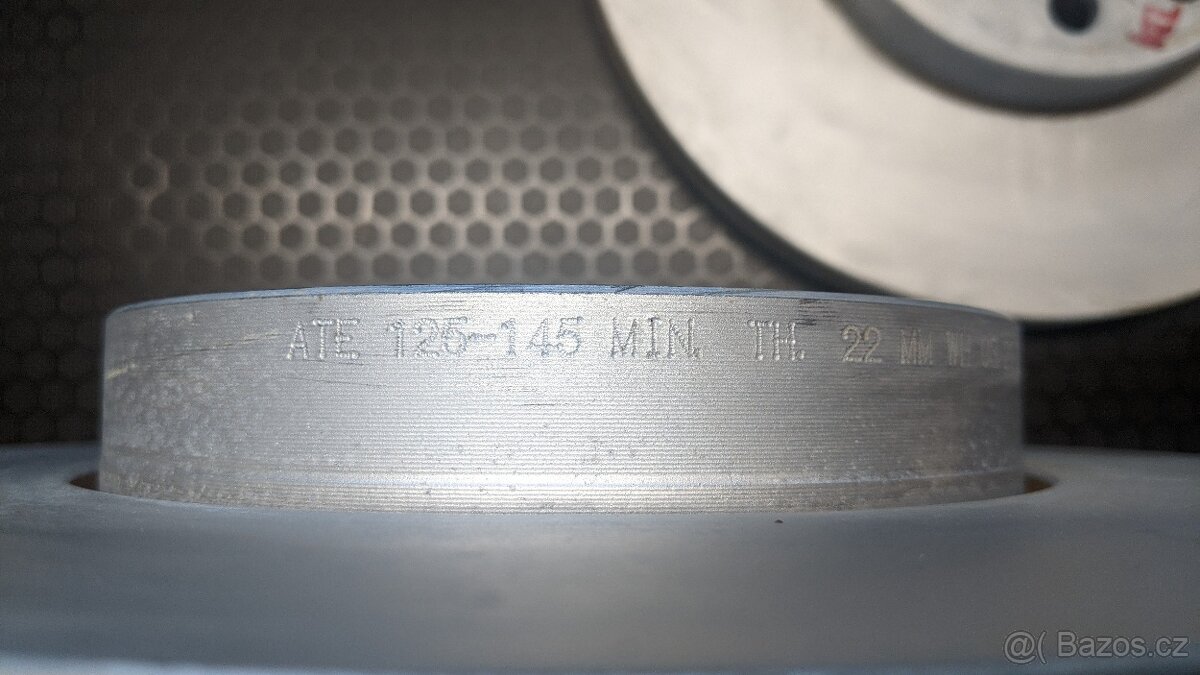 ATE 125-145 MIN. TH. 22 MM
@( Bazos.cz